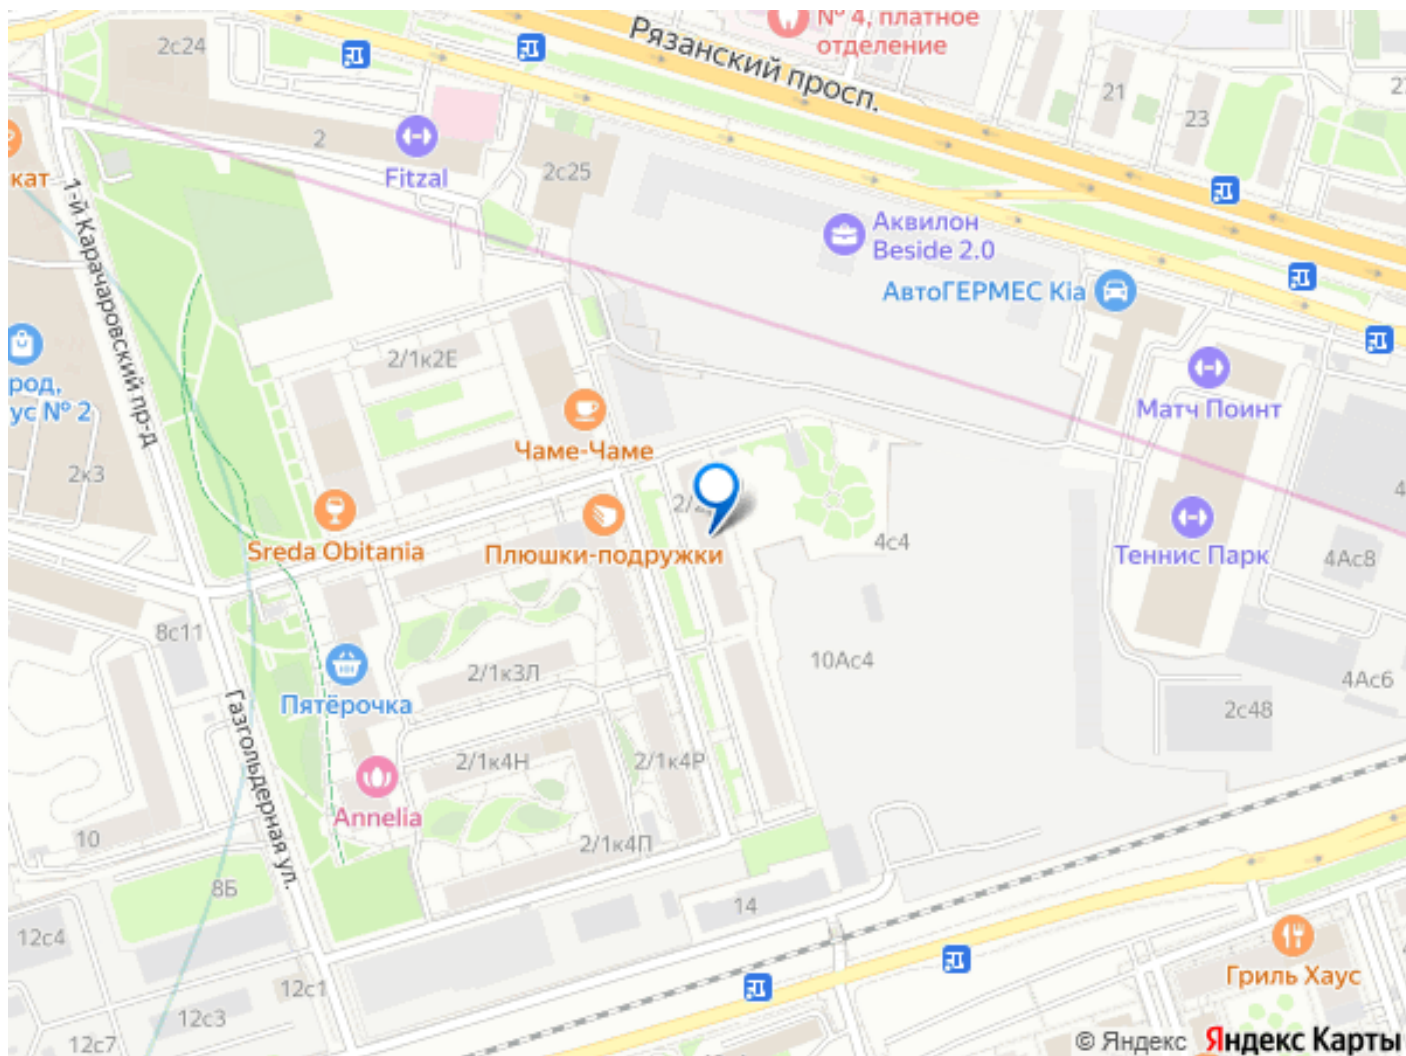 № 4, платное
отделение
Рязанский просп.
2с24
21
23
2
Fitzal
2с25
кат
1-й Карачаровский пр-д
Аквилон
Beside 2.0
АвтоГЕРМЕС Kia
2/1к2Е
род,
ус № 2
Матч Поинт
Чаме-Чаме
2к3
4
Sreda Obitania
Плюшки-подружки
2/1
4с4
Теннис Парк
4Ас8
8с11
10Ас4
2/1к3Л
4Ас6
Пятёрочка
Газгольдерная ул.
2с48
2/1к4Н
2/1к4Р
Annelia
10
2/1к4П
8Б
14
12с4
Гриль Хаус
12с1
12с3
12с7
© Яндекс Яндекс Карты